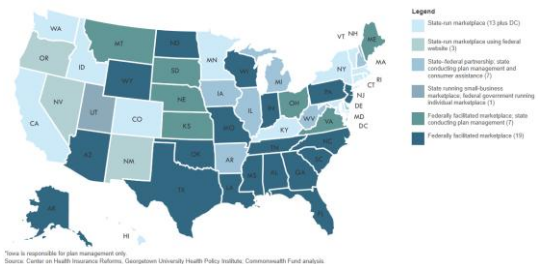 Legend
State-run marketplace (13 plus DC)
State-run marketplace using federal
website (3)
State-federal partnership; state
conducting plan management and
consumer assistance (7)
State running small-business
marketplace; federal government running
individual marketplace (1)
Federally facilitated marketplace; state
conducting plan management (7)
Federally facilitated marketplace (19)
WA
MT
ND
MN
VT
NH
ME
OR
ID
SD
WI
MI
NY
MA
WY
CT
RI
NV
NE
IA
PA
NJ
UT
IL
IN
OH
DE
CA
CO
WV
MD
VA
DC
KS
MO
KY
NC
TN
AZ
NM
OK
AR
SC
MS
AL
GA
TX
LA
AK
FL
HI
*Iowa is responsible for plan management only.
Source: Center on Health Insurance Reforms, Georgetown University Health Policy Institute; Commonwealth Fund analysis